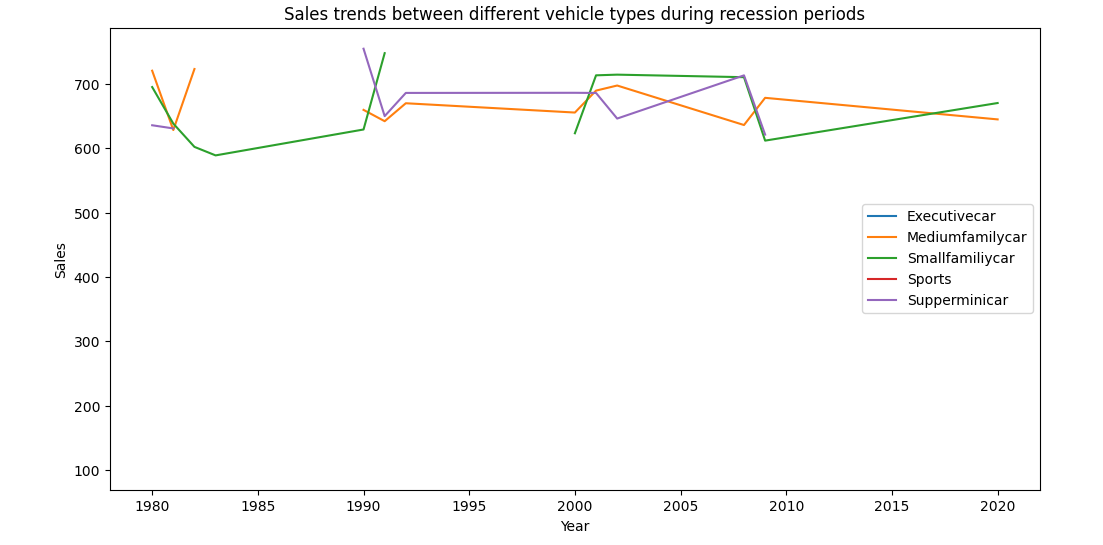 Sales trends between different vehicle types during recession periods
700
600
500
400
300
200
100
Sales
1980
1985
1990
1995
2000
2005
2010
2015
2020
Year
Executivecar
Mediumfamilycar
Smallfamiliycar
Sports
Supperminicar